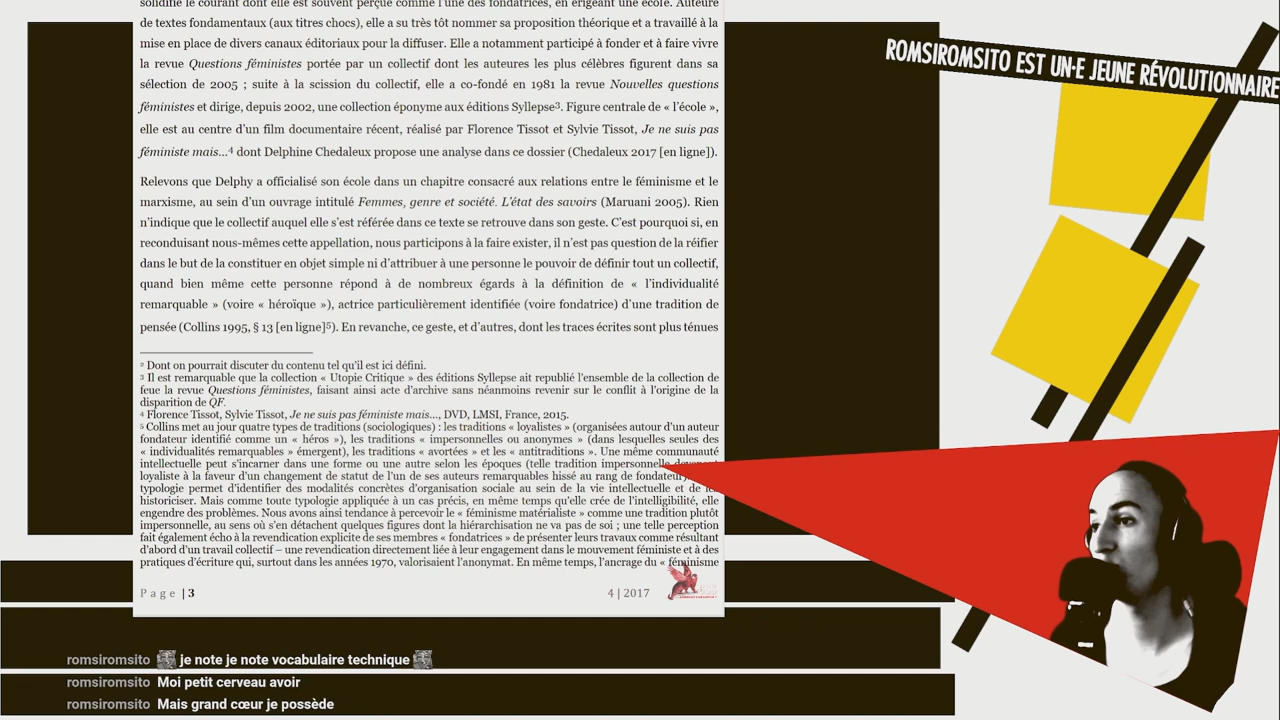 solidifié le courant dont elle est souvent perçue comme l'une des fondatrices, en érigeant une école. Auteure
de textes fondamentaux (aux titres chocs), elle a su très tôt nommer sa proposition théorique et a travaillé à la
mise en place de divers canaux éditoriaux pour la diffuser. Elle a notamment participé à fonder et à faire vivre
la revue Questions féministes portée par un collectif dont les auteures les plus célèbres figurent dans sa
sélection de 2005 ; suite à la scission du collectif, elle a co-fondé en 1981 la revue Nouvelles questions
féministes et dirige, depuis 2002, une collection éponyme aux éditions Syllepse³. Figure centrale de « l'école »,
elle est au centre d'un film documentaire récent, réalisé par Florence Tissot et Sylvie Tissot, Je ne suis pas
féministe mais…⁴ dont Delphine Chedaleux propose une analyse dans ce dossier (Chedaleux 2017 [en ligne]).
Relevons que Delphy a officialisé son école dans un chapitre consacré aux relations entre le féminisme et le
marxisme, au sein d'un ouvrage intitulé Femmes, genre et société. L'état des savoirs (Maruani 2005). Rien
n'indique que le collectif auquel elle s'est référée dans ce texte se retrouve dans son geste. C'est pourquoi si, en
reconduisant nous-mêmes cette appellation, nous participons à la faire exister, il n'est pas question de la réifier
dans le but de la constituer en objet simple ni d'attribuer à une personne le pouvoir de définir tout un collectif,
quand bien même cette personne répond à de nombreux égards à la définition de « l'individualité
remarquable » (voire « héroïque »), actrice particulièrement identifiée (voire fondatrice) d'une tradition de
pensée (Collins 1995, § 13 [en ligne]⁵). En revanche, ce geste, et d'autres, dont les traces écrites sont plus ténues
² Dont on pourrait discuter du contenu tel qu'il est ici défini.
³ Il est remarquable que la collection « Utopie Critique » des éditions Syllepse ait republié l'ensemble de la collection de
feue la revue Questions féministes, faisant ainsi acte d'archive sans néanmoins revenir sur le conflit à l'origine de la
disparition de QF.
⁴ Florence Tissot, Sylvie Tissot, Je ne suis pas féministe mais…, DVD, LMSI, France, 2015.
⁵ Collins met au jour quatre types de traditions (sociologiques) : les traditions « loyalistes » (organisées autour d'un auteur
fondateur identifié comme un « héros »), les traditions « impersonnelles ou anonymes » (dans lesquelles seules des
« individualités remarquables » émergent), les traditions « avortées » et les « antitraditions ». Une même communauté
intellectuelle peut s'incarner dans une forme ou une autre selon les époques (telle tradition impersonnelle
loyaliste à la faveur d'un changement de statut de l'un de ses auteurs remarquables hissé au rang de
typologie permet d'identifier des modalités concrètes d'organisation sociale au sein de la vie intellectuelle et de
historiciser. Mais comme toute typologie appliquée à un cas précis, en même temps qu'elle crée de l'intelligibilité, elle
engendre des problèmes. Nous avons ainsi tendance à percevoir le « féminisme matérialiste » comme une tradition plutôt
impersonnelle, au sens où s'en détachent quelques figures dont la hiérarchisation ne va pas de soi ; une telle perception
fait également écho à la revendication explicite de ses membres « fondatrices » de présenter leurs travaux comme résultant
d'abord d'un travail collectif – une revendication directement liée à leur engagement dans le mouvement féministe et à des
pratiques d'écriture qui, surtout dans les années 1970, valorisaient l'anonymat. En même temps, l'ancrage du « féminisme
Page | 3
4 | 2017
ROMSIROMSITO EST UN·E JEUNE RÉVOLUTIONNAIRE
romsiromsito je note je note vocabulaire technique
romsiromsito Moi petit cerveau avoir
romsiromsito Mais grand cœur je possède